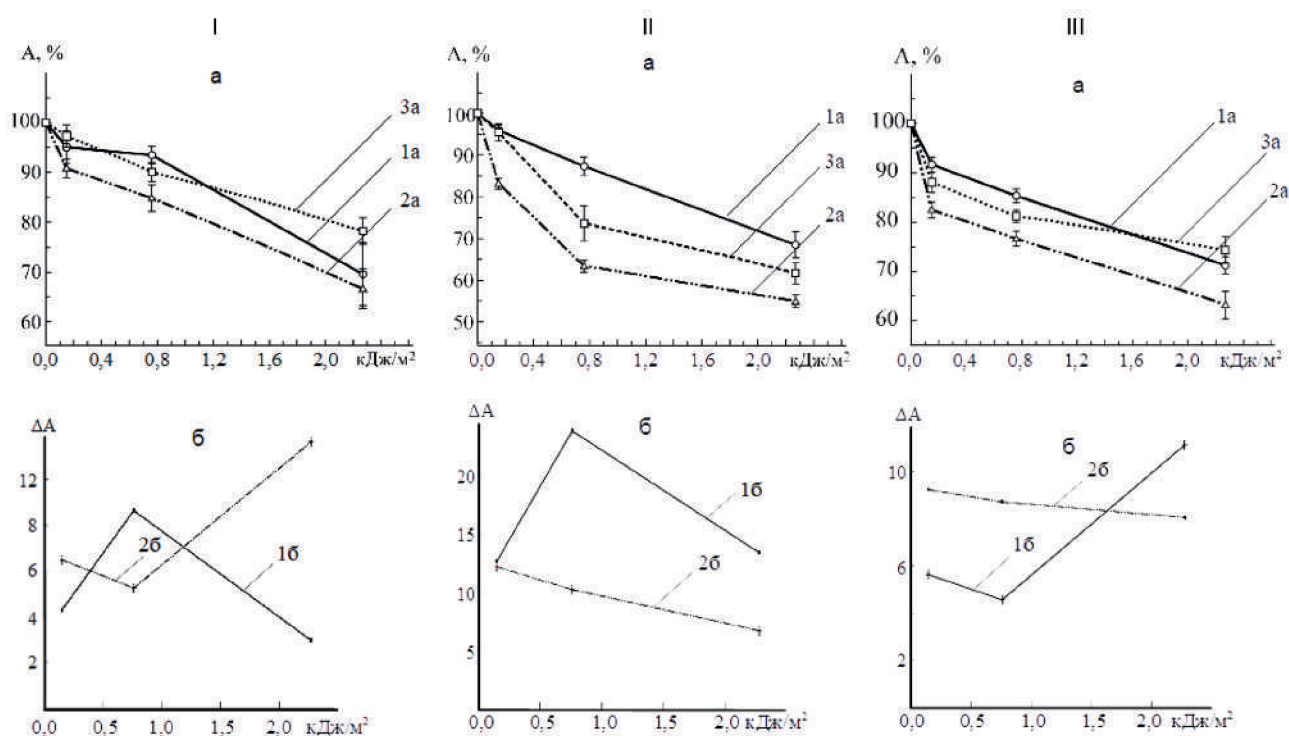 I
A, %
a
100
90
80
70
60
3a
1a
2a
0,0 0,4 0,8 1,2 1,6 2,0 кДж/м²
II
Λ, %
a
100
95
90
85
80
75
70
65
60
55
50
1a
3a
2a
0,0 0,4 0,8 1,2 1,6 2,0 кДж/м²
III
Λ, %
a
100
90
80
70
60
1a
3a
2a
0,0 0,4 0,8 1,2 1,6 2,0 кДж/м²
ΔA
б
12
8
6
4
2
2б
1б
0,0 0,5 1,0 1,5 2,0 кДж/м²
ΔA
б
20
15
10
5
1б
2б
0,0 0,5 1,0 1,5 2,0 кДж/м²
ΔA
б
10
6
2
2б
1б
0,0 0,5 1,0 1,5 2,0 кДж/м²